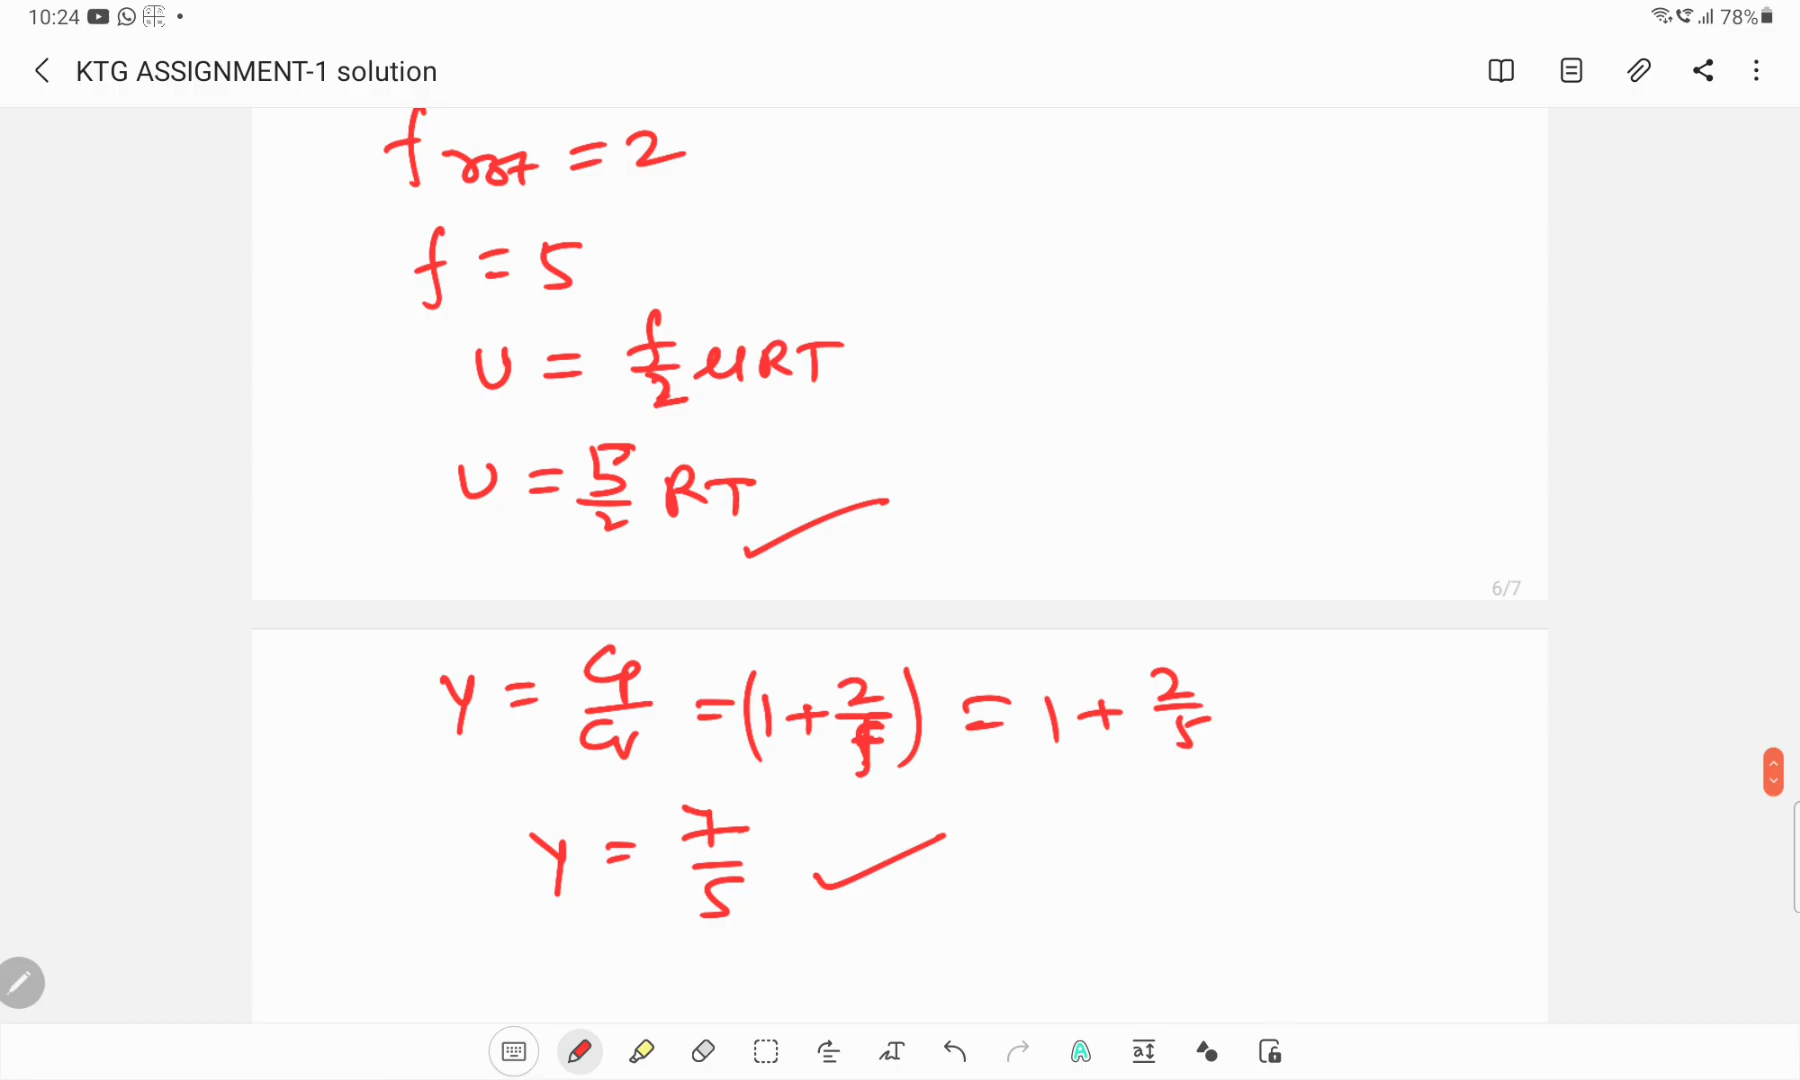 10:24 78%
KTG ASSIGNMENT-1 solution
f rot = 2
f = 5
U = f/2 μRT
U = 5/2 RT
6/7
γ = Cp/Cv = (1 + 2/f) = 1 + 2/5
γ = 7/5